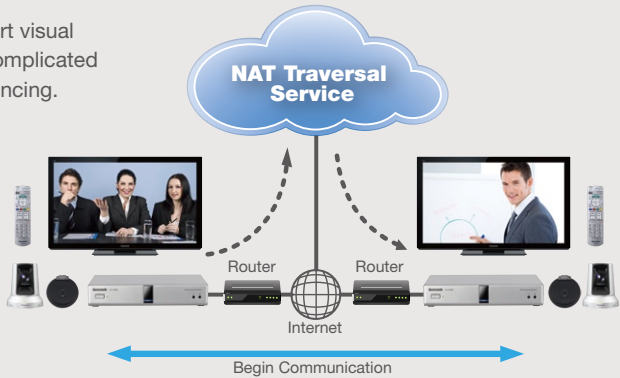 rt visual
omplicated
ncing.
NAT Traversal
Service
Router
Router
Internet
Begin Communication